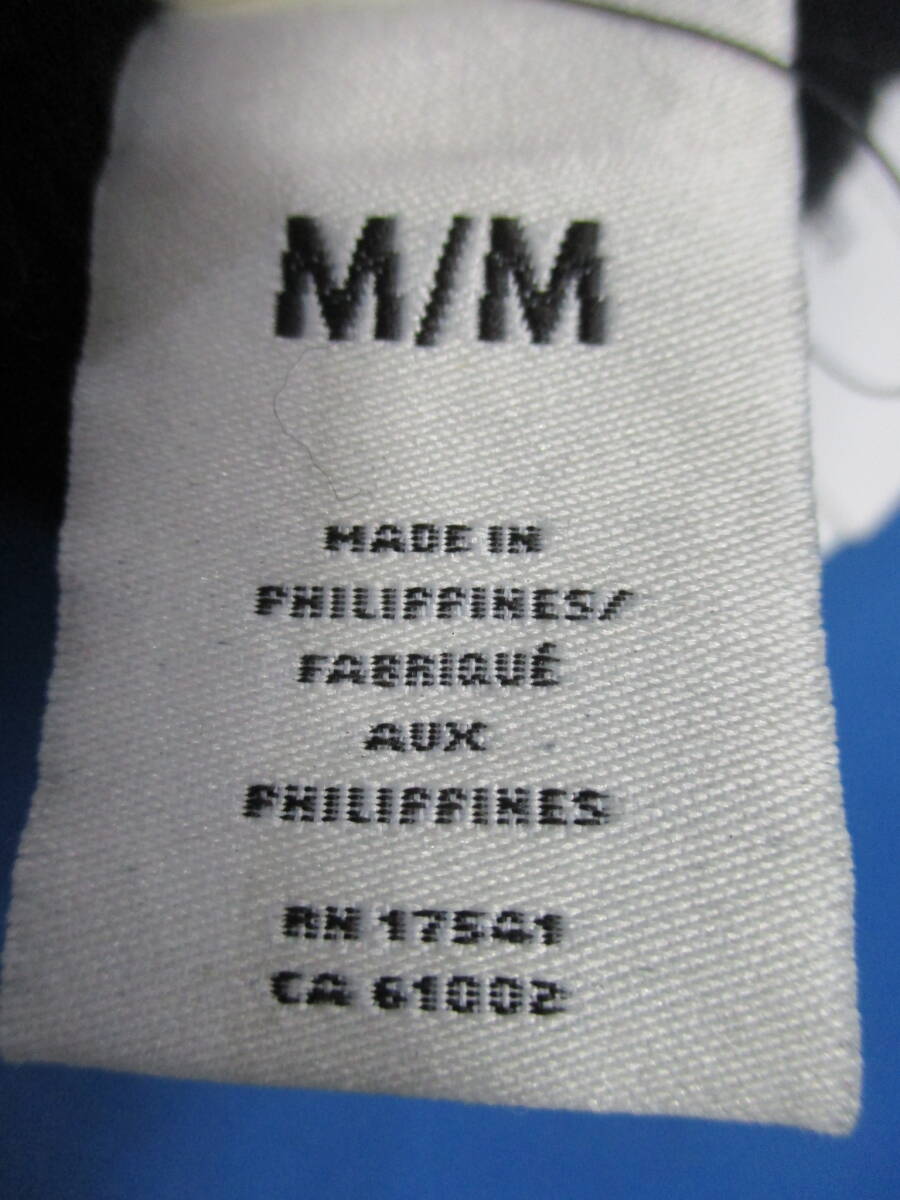 M/M
MADE IN
PHILIPPINES/
FABRIQUÉ
AUX
PHILIPPINES
RN 17541
CA 61002